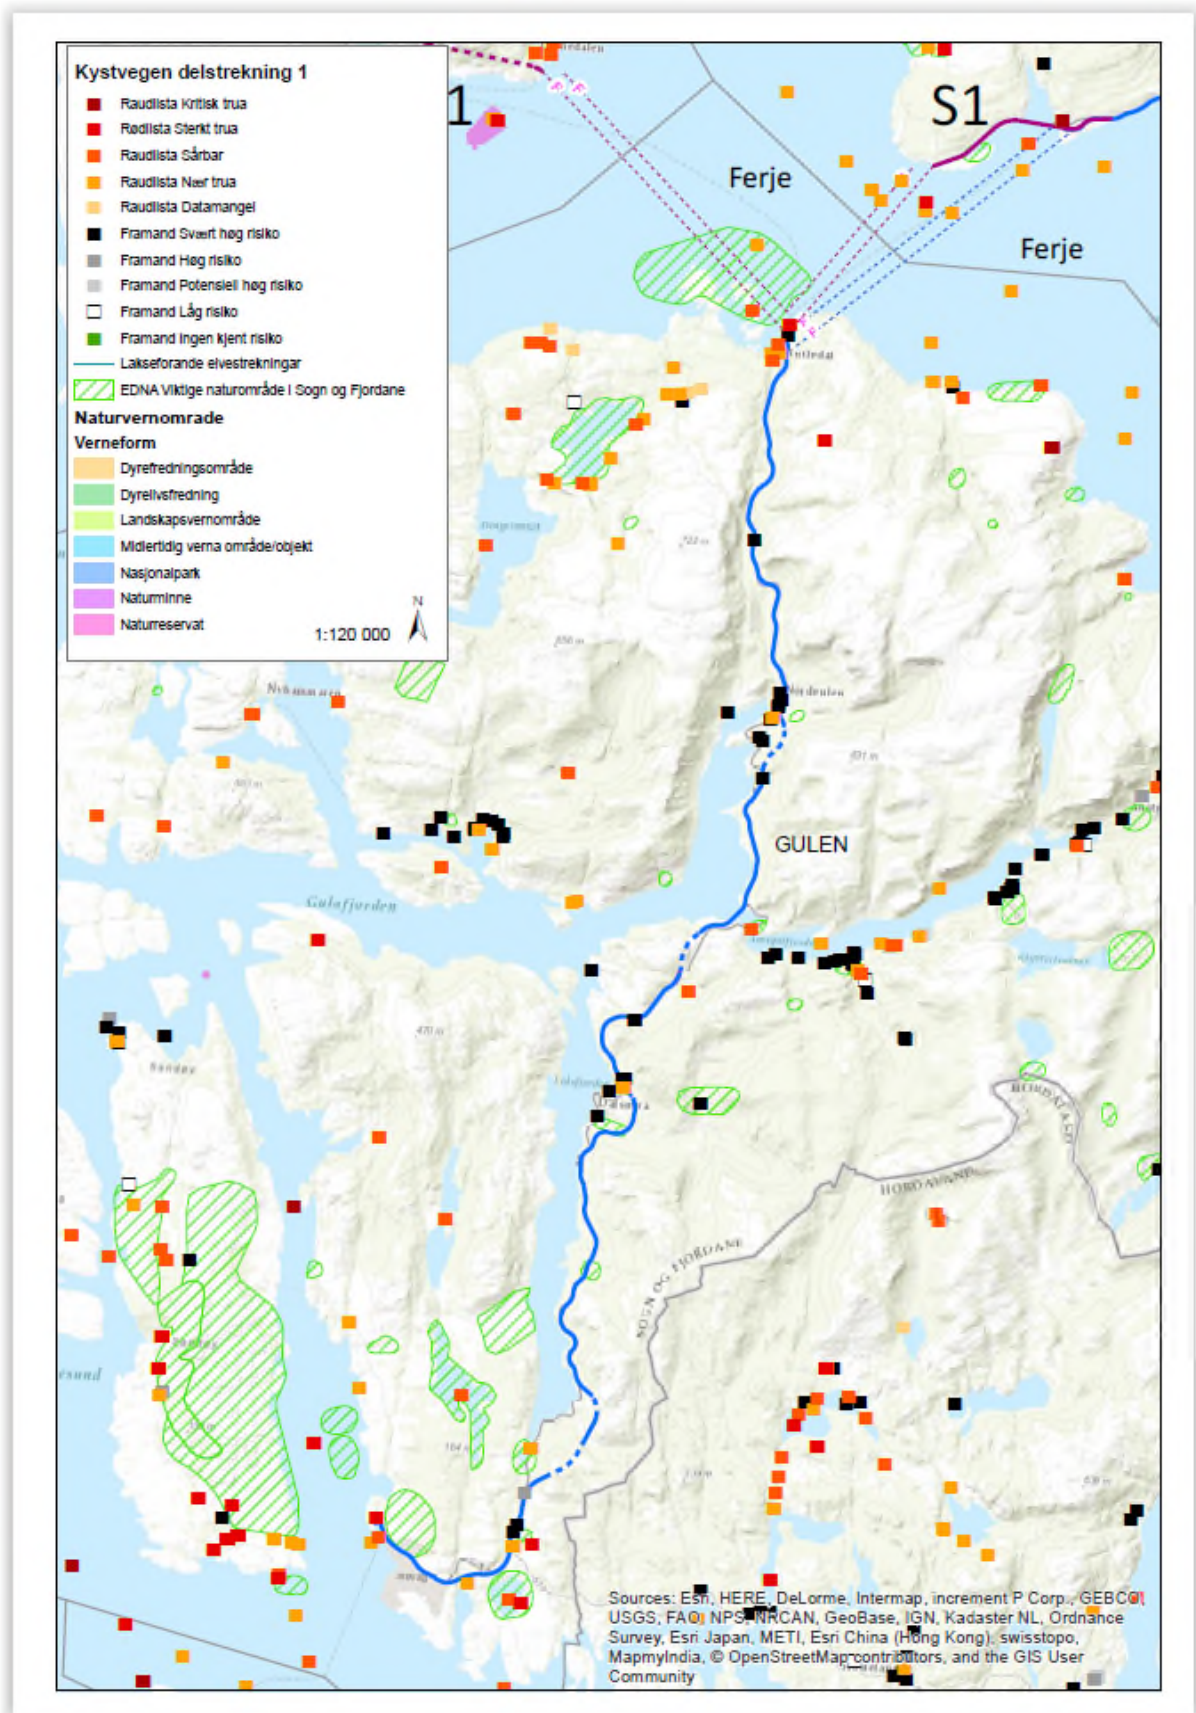 Kystvegen delstrekning 1
Raudlista Kritisk trua
Rødlista Sterkt trua
Raudlista Sårbar
Raudlista Nær trua
Raudlista Datamangel
Framand Svært høg risiko
Framand Høg risiko
Framand Potensiell høg risiko
Framand Låg risiko
Framand Ingen kjent risiko
Lakseførande elvestrekningar
EDNA Viktige naturområde i Sogn og Fjordane
Naturvernområde
Verneform
Dyrefredningsområde
Dyrelivsfredning
Landskapsvernområde
Midlertidig verna område/objekt
Nasjonalpark
Naturminne
Naturreservat
1:120 000
N
1
S1
Ferje
Ferje
GULEN
Gulafjorden
470 m
HORDALAND
HORDALAND
SOGN OG FJORDANE
Sources: Esri, HERE, DeLorme, Intermap, increment P Corp., GEBCO,
USGS, FAO, NPS, NRCAN, GeoBase, IGN, Kadaster NL, Ordnance
Survey, Esri Japan, METI, Esri China (Hong Kong), swisstopo,
MapmyIndia, © OpenStreetMap contributors, and the GIS User
Community